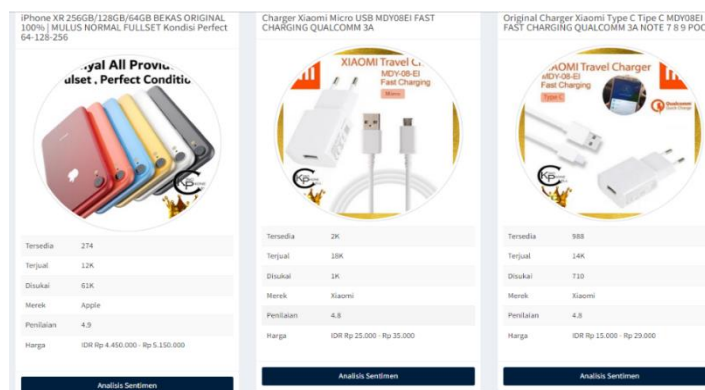 iPhone XR 256GB/128GB/64GB BEKAS ORIGINAL
100% | MULUS NORMAL FULLSET Kondisi Perfect
64-128-256
yal All Provi
ulset , Perfect Conditi
Tersedia 274
Terjual 12K
Disukai 61K
Merek Apple
Penilaian 4.9
Harga IDR Rp 4.450.000 - Rp 5.150.000
Analisis Sentimen
Charger Xiaomi Micro USB MDY08EI FAST
CHARGING QUALCOMM 3A
XIAOMI Travel C
MDY-08-EI
Fast Charging
Micro
Tersedia 2K
Terjual 18K
Disukai 1K
Merek Xiaomi
Penilaian 4.8
Harga IDR Rp 25.000 - Rp 35.000
Analisis Sentimen
Original Charger Xiaomi Type C Tipe C MDY08EI
FAST CHARGING QUALCOMM 3A NOTE 7 8 9 POC
AOMI Travel Charger
MDY-08-EI
Fast Charging
Type C
Qualcomm
Quick Charge
Tersedia 988
Terjual 14K
Disukai 710
Merek Xiaomi
Penilaian 4.8
Harga IDR Rp 15.000 - Rp 29.000
Analisis Sentimen